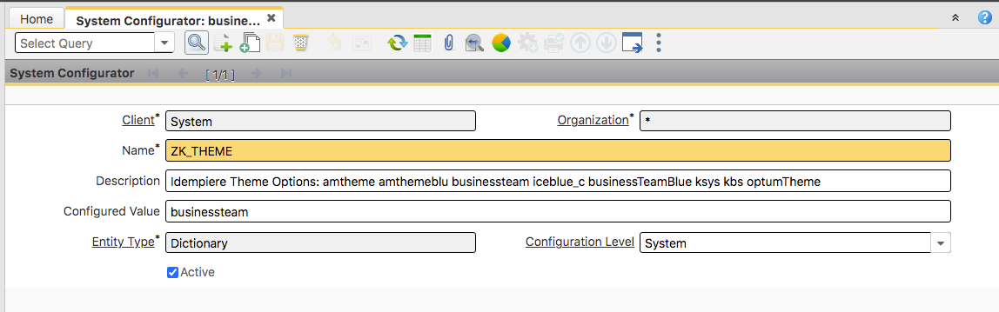 Home
System Configurator: busine...
Select Query
System Configurator [ 1/1 ]
Client* System Organization* *
Name* ZK_THEME
Description Idempiere Theme Options: amtheme amthemeblu businessteam iceblue_c businessTeamBlue ksys kbs optumTheme
Configured Value businessteam
Entity Type* Dictionary Configuration Level System
Active